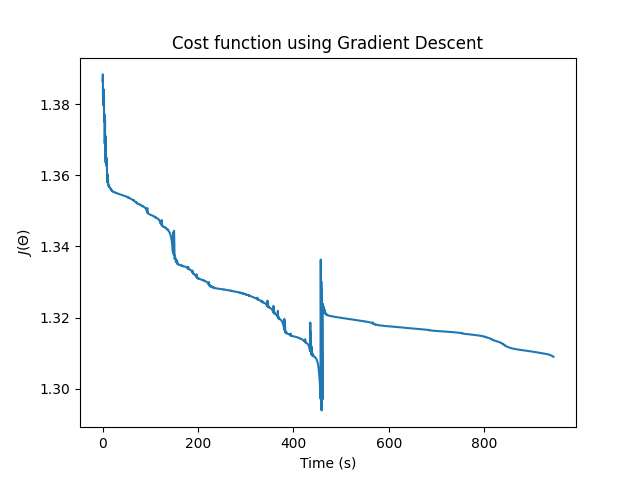 Cost function using Gradient Descent
1.38
1.36
1.34
1.32
1.30
J(Θ)
0 200 400 600 800
Time (s)